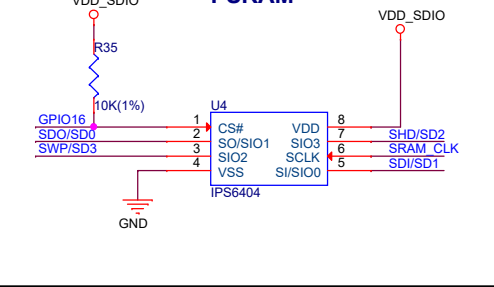 VDD_SDIO
PSRAM
VDD_SDIO
R35
10K(1%)
U4
GPIO16 1 CS# VDD 8
SDO/SD0 2 SO/SIO1 SIO3 7 SHD/SD2
SWP/SD3 3 SIO2 SCLK 6 SRAM_CLK
4 VSS SI/SIO0 5 SDI/SD1
IPS6404
GND